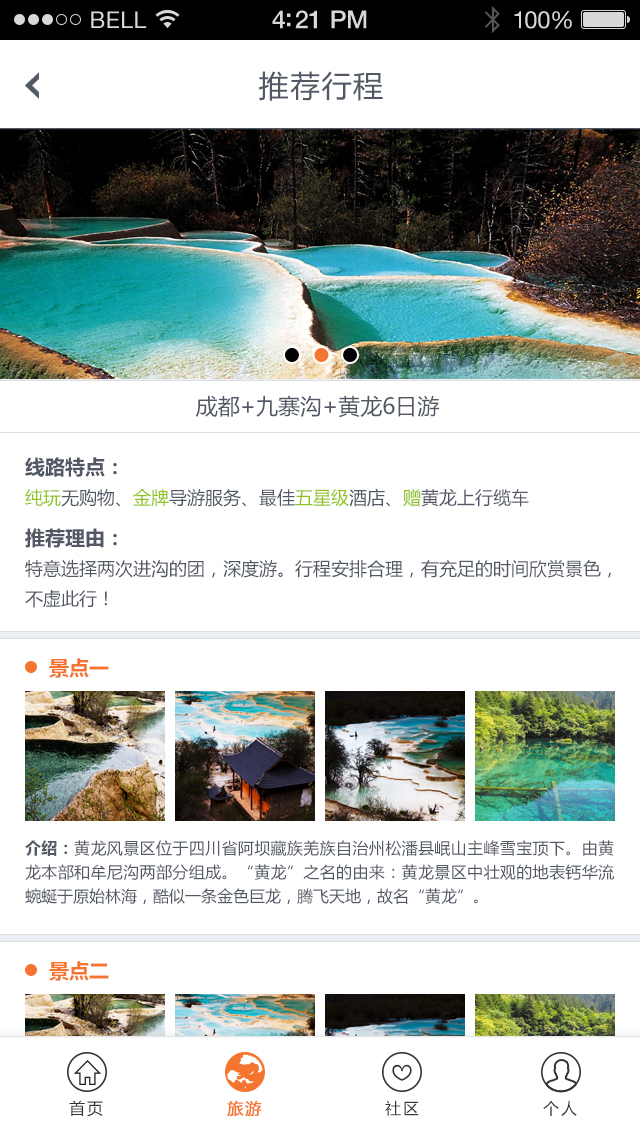 BELL 4:21 PM 100%
推荐行程
成都+九寨沟+黄龙6日游
线路特点：
纯玩无购物、金牌导游服务、最佳五星级酒店、赠黄龙上行缆车
推荐理由：
特意选择两次进沟的团，深度游。行程安排合理，有充足的时间欣赏景色，
不虚此行！
景点一
介绍：黄龙风景区位于四川省阿坝藏族羌族自治州松潘县岷山主峰雪宝顶下。由黄
龙本部和牟尼沟两部分组成。“黄龙”之名的由来：黄龙景区中壮观的地表钙华流
蜿蜒于原始林海，酷似一条金色巨龙，腾飞天地，故名“黄龙”。
景点二
首页 旅游 社区 个人